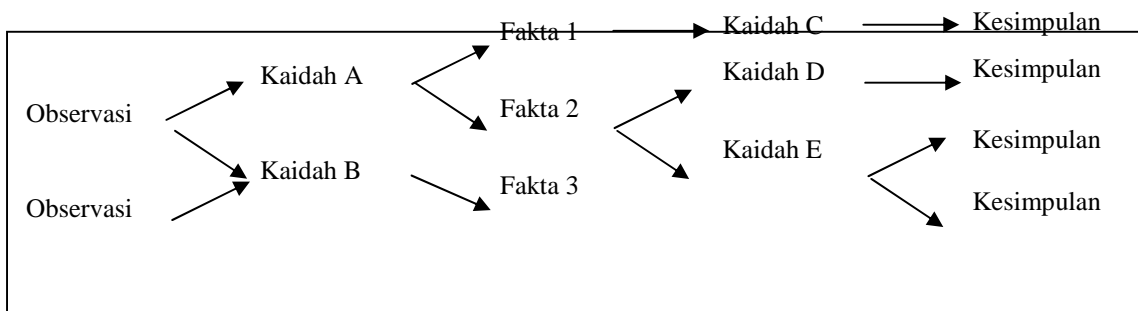 Fakta 1
Kaidah C
Kesimpulan
Kaidah A
Kaidah D
Kesimpulan
Observasi
Fakta 2
Kaidah B
Kaidah E
Kesimpulan
Observasi
Fakta 3
Kesimpulan